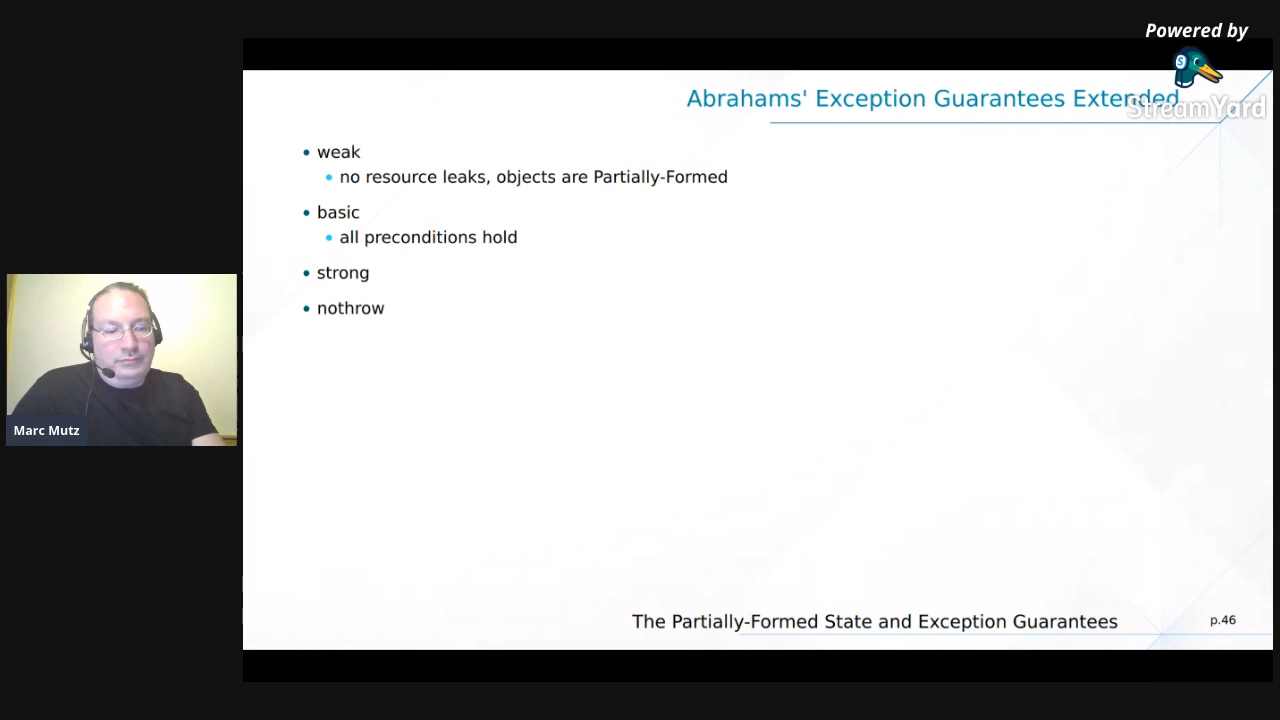 Powered by
StreamYard
Abrahams' Exception Guarantees Extended
• weak
• no resource leaks, objects are Partially-Formed
• basic
• all preconditions hold
• strong
• nothrow
Marc Mutz
The Partially-Formed State and Exception Guarantees
p.46